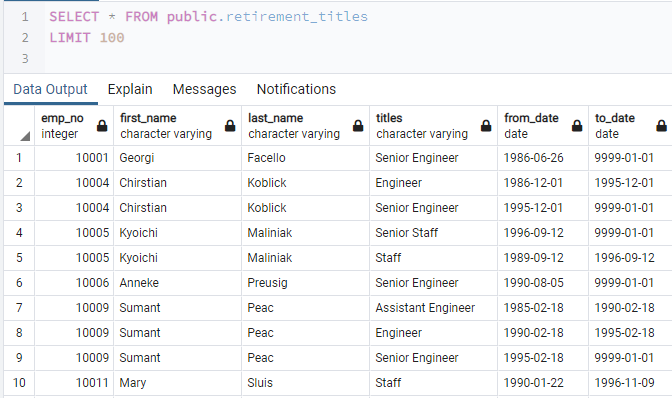 1 SELECT * FROM public.retirement_titles
2 LIMIT 100
3
Data Output Explain Messages Notifications
emp_no first_name last_name titles from_date to_date
integer character varying character varying character varying date date
1 10001 Georgi Facello Senior Engineer 1986-06-26 9999-01-01
2 10004 Chirstian Koblick Engineer 1986-12-01 1995-12-01
3 10004 Chirstian Koblick Senior Engineer 1995-12-01 9999-01-01
4 10005 Kyoichi Maliniak Senior Staff 1996-09-12 9999-01-01
5 10005 Kyoichi Maliniak Staff 1989-09-12 1996-09-12
6 10006 Anneke Preusig Senior Engineer 1990-08-05 9999-01-01
7 10009 Sumant Peac Assistant Engineer 1985-02-18 1990-02-18
8 10009 Sumant Peac Engineer 1990-02-18 1995-02-18
9 10009 Sumant Peac Senior Engineer 1995-02-18 9999-01-01
10 10011 Mary Sluis Staff 1990-01-22 1996-11-09